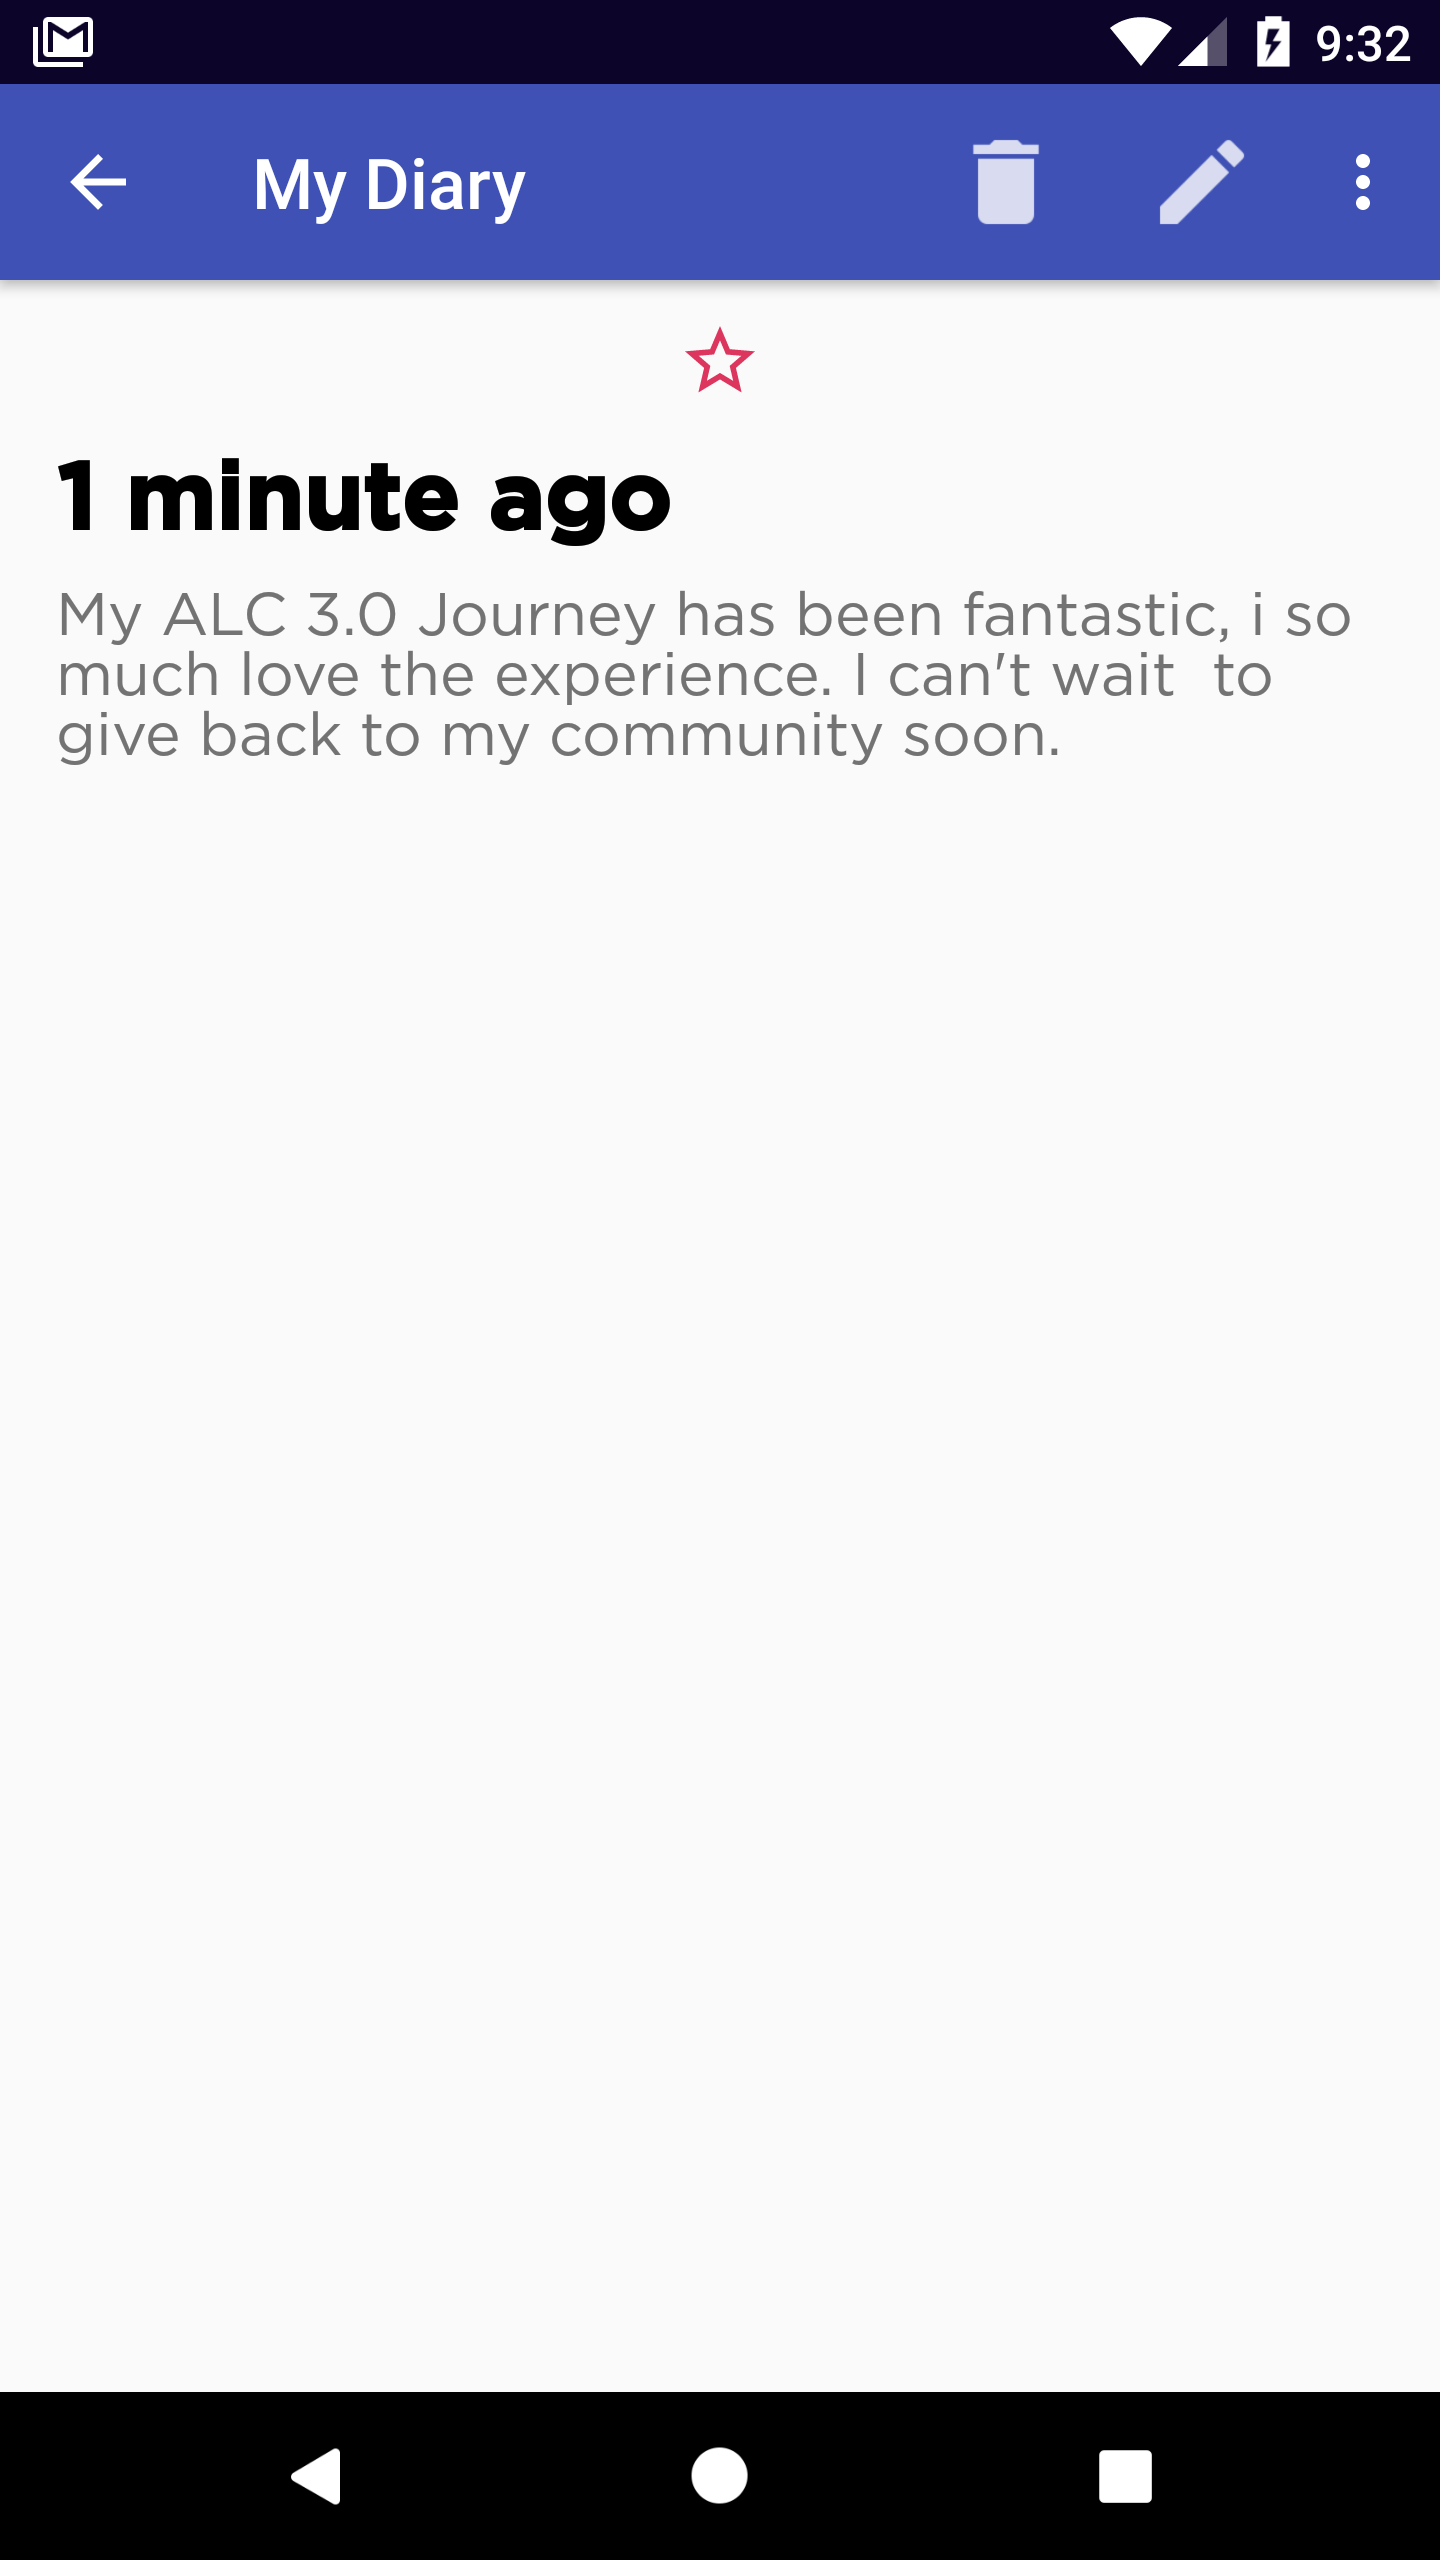 9:32
My Diary
1 minute ago
My ALC 3.0 Journey has been fantastic, i so
much love the experience. I can't wait  to
give back to my community soon.